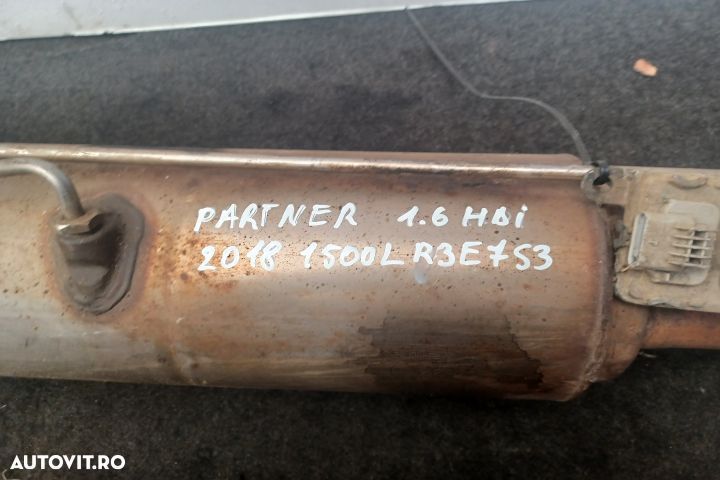 PARTNER 1.6 HDi
2018 1500L R3E7S3
AUTOVIT.RO